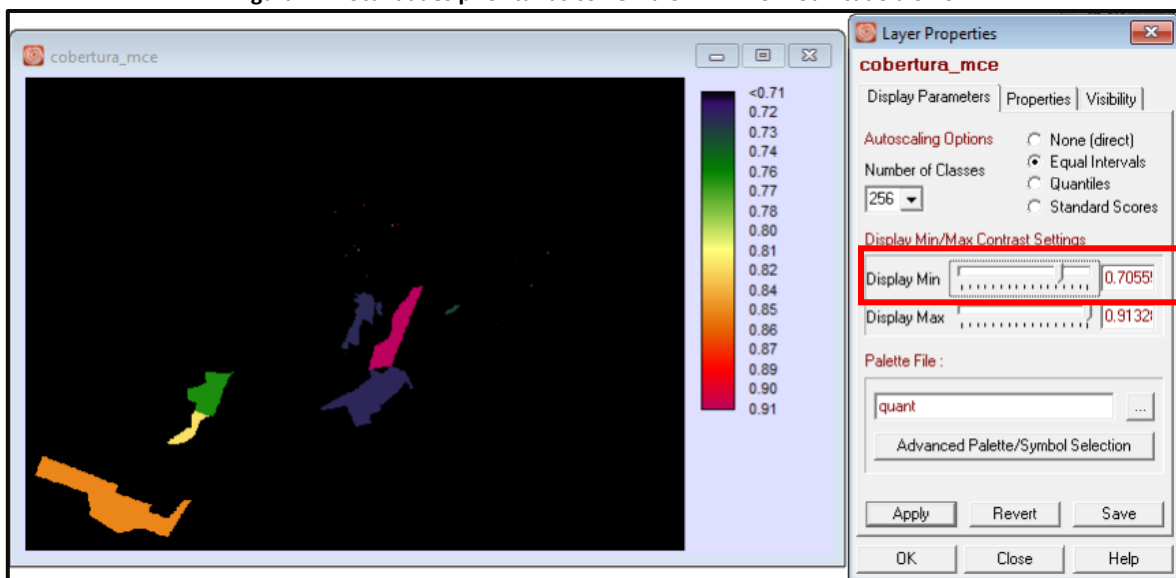 cobertura_mce
<0.71
0.72
0.73
0.74
0.76
0.77
0.78
0.80
0.81
0.82
0.84
0.85
0.86
0.87
0.89
0.90
0.91
Layer Properties
cobertura_mce
Display Parameters Properties Visibility
Autoscaling Options
None (direct)
Number of Classes
Equal Intervals
256
Quantiles
Standard Scores
Display Min/Max Contrast Settings
Display Min 0.7055
Display Max 0.9132
Palette File :
quant ...
Advanced Palette/Symbol Selection
Apply Revert Save
OK Close Help